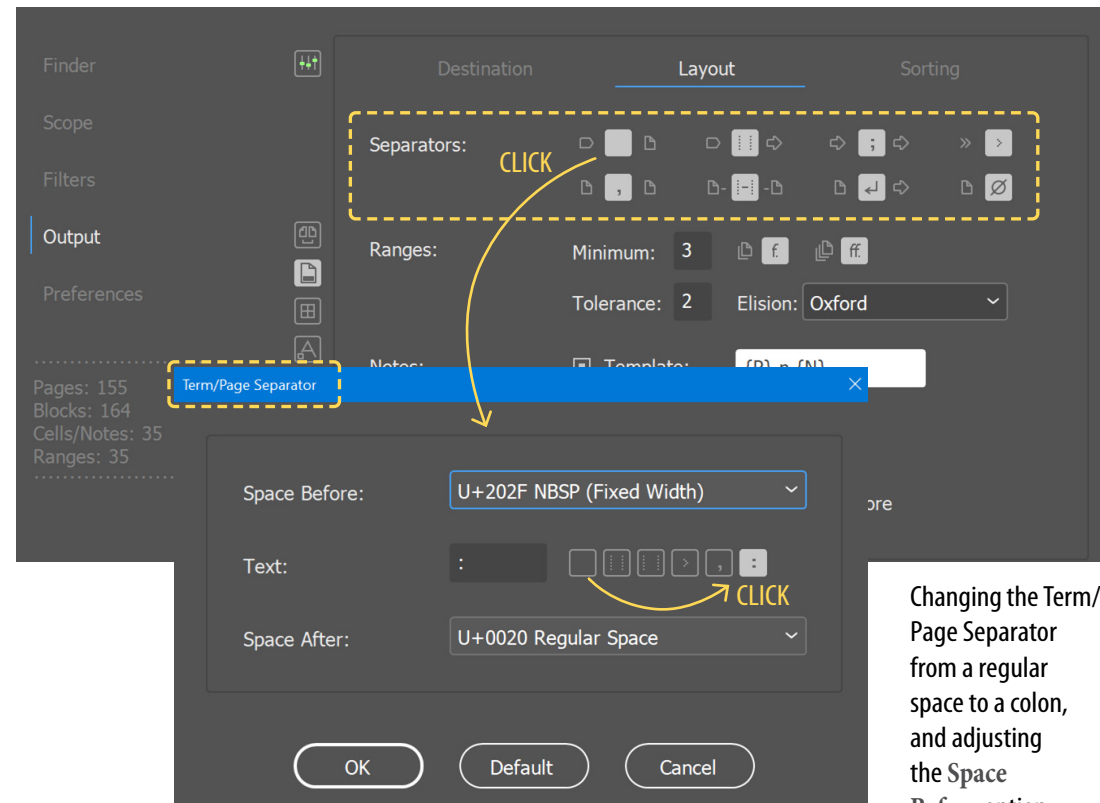 Finder
Destination
Layout
Sorting
Scope
Separators:
; >
CLICK
Filters
, - - - Ø
Output
Ranges:
Minimum: 3 f. ff.
Preferences
Tolerance: 2 Elision: Oxford
Notes: Template: {P} n {N}
Pages: 155
Blocks: 164
Cells/Notes: 35
Ranges: 35
Term/Page Separator
Space Before: U+202F NBSP (Fixed Width)
Text: : > , :
CLICK
Space After: U+0020 Regular Space
OK Default Cancel
Changing the Term/
Page Separator
from a regular
space to a colon,
and adjusting
the Space